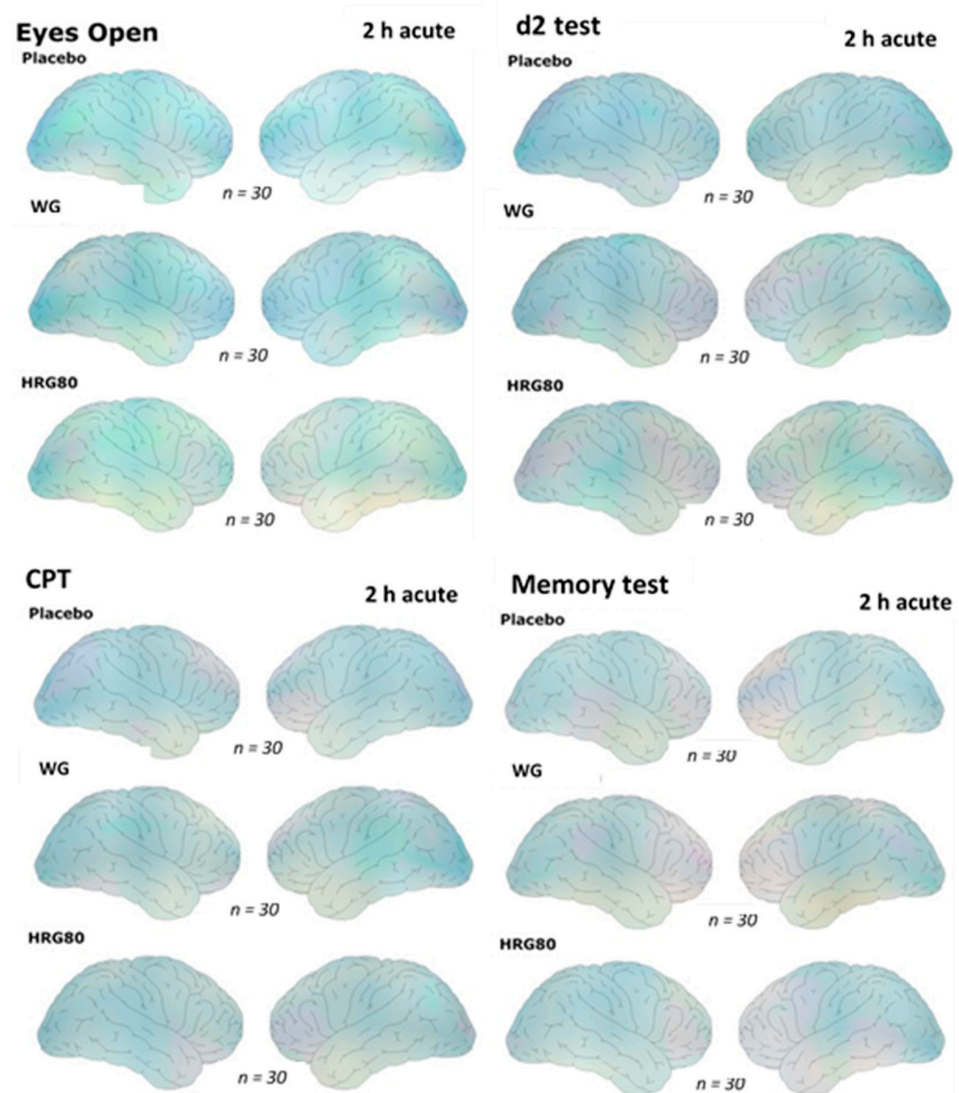 Eyes Open
2 h acute
Placebo
n = 30
WG
n = 30
HRG80
n = 30
d2 test
2 h acute
Placebo
n = 30
WG
n = 30
HRG80
n = 30
CPT
2 h acute
Placebo
n = 30
WG
n = 30
HRG80
n = 30
Memory test
2 h acute
Placebo
n = 30
WG
n = 30
HRG80
n = 30